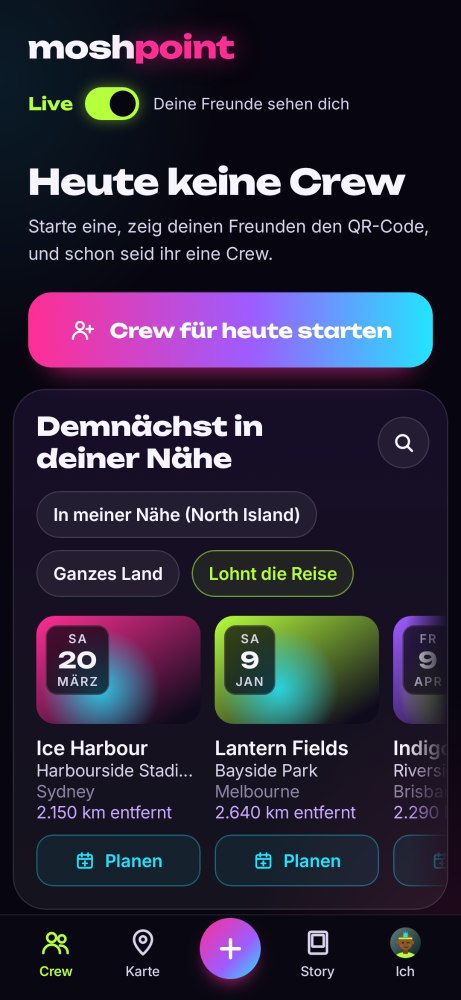 moshpoint
Live Deine Freunde sehen dich
Heute keine Crew
Starte eine, zeig deinen Freunden den QR-Code,
und schon seid ihr eine Crew.
Crew für heute starten
Demnächst in
deiner Nähe
In meiner Nähe (North Island)
Ganzes Land
Lohnt die Reise
SA
20
MÄRZ
Ice Harbour
Harbourside Stadi...
Sydney
2.150 km entfernt
Planen
SA
9
JAN
Lantern Fields
Bayside Park
Melbourne
2.640 km entfernt
Planen
FR
9
APR
2.290
Crew
Karte
Story
Ich